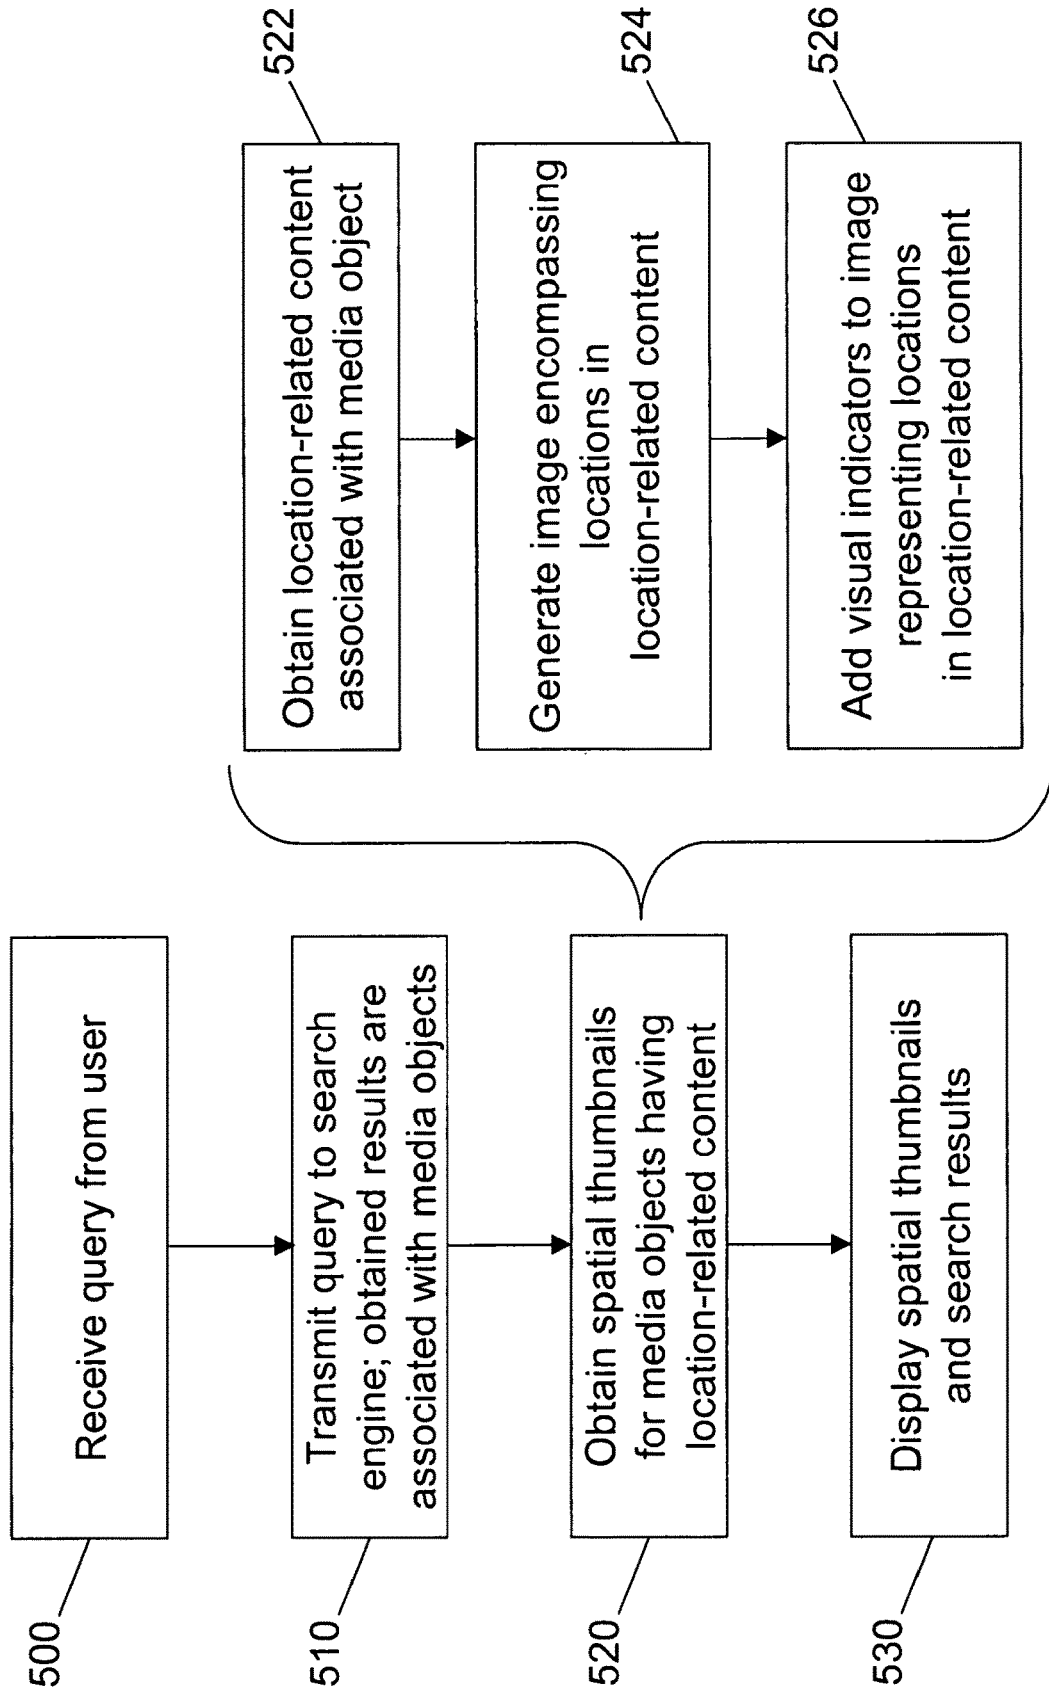 500
Receive query from user
510
Transmit query to search
engine; obtained results are
associated with media objects
520
Obtain spatial thumbnails
for media objects having
location-related content
530
Display spatial thumbnails
and search results
522
Obtain location-related content
associated with media object
524
Generate image encompassing
locations in
location-related content
526
Add visual indicators to image
representing locations
in location-related content